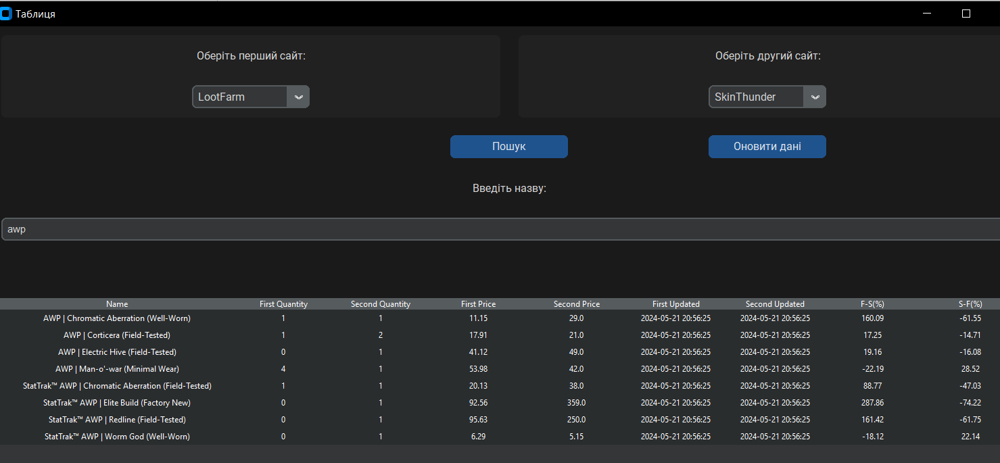 Таблиця
Оберіть перший сайт: Оберіть другий сайт:
LootFarm SkinThunder
Пошук Оновити дані
Введіть назву:
awp
Name First Quantity Second Quantity First Price Second Price First Updated Second Updated F-S(%) S-F(%)
AWP | Chromatic Aberration (Well-Worn) 1 1 11.15 29.0 2024-05-21 20:56:25 2024-05-21 20:56:25 160.09 -61.55
AWP | Corticera (Field-Tested) 1 2 17.91 21.0 2024-05-21 20:56:25 2024-05-21 20:56:25 17.25 -14.71
AWP | Electric Hive (Field-Tested) 0 1 41.12 49.0 2024-05-21 20:56:25 2024-05-21 20:56:25 19.16 -16.08
AWP | Man-o'-war (Minimal Wear) 4 1 53.98 42.0 2024-05-21 20:56:25 2024-05-21 20:56:25 -22.19 28.52
StatTrak™ AWP | Chromatic Aberration (Field-Tested) 1 1 20.13 38.0 2024-05-21 20:56:25 2024-05-21 20:56:25 88.77 -47.03
StatTrak™ AWP | Elite Build (Factory New) 0 1 92.56 359.0 2024-05-21 20:56:25 2024-05-21 20:56:25 287.86 -74.22
StatTrak™ AWP | Redline (Field-Tested) 0 1 95.63 250.0 2024-05-21 20:56:25 2024-05-21 20:56:25 161.42 -61.75
StatTrak™ AWP | Worm God (Well-Worn) 0 1 6.29 5.15 2024-05-21 20:56:25 2024-05-21 20:56:25 -18.12 22.14